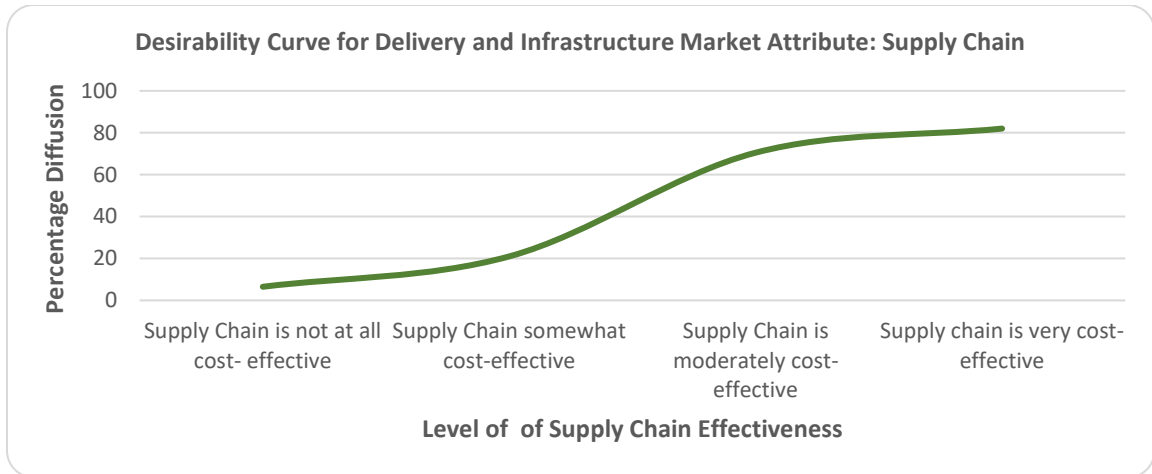 Desirability Curve for Delivery and Infrastructure Market Attribute: Supply Chain
Percentage Diffusion
100
80
60
40
20
0
Supply Chain is not at all
cost- effective
Supply Chain somewhat
cost-effective
Supply Chain is
moderately cost-
effective
Supply chain is very cost-
effective
Level of of Supply Chain Effectiveness